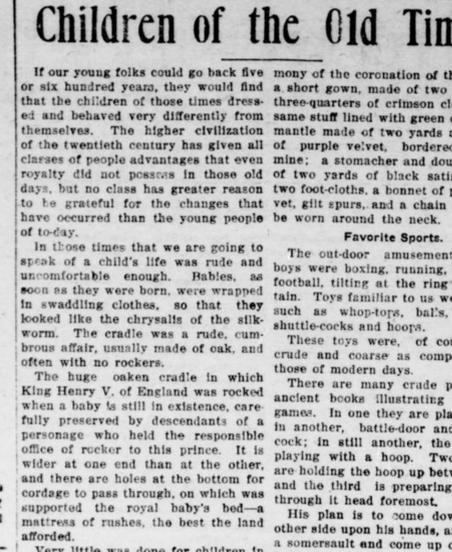 Children of the Old Tim
If our young folks could go back five
or six hundred years, they would find
that the children of those times dress-
ed and behaved very differently from
themselves. The higher civilization
of the twentieth century has given all
classes of people advantages that even
royalty did not possess in those old
days, but no class has greater reason
to be grateful for the changes that
have occurred than the young people
of to-day.
In those times that we are going to
speak of a child's life was rude and
uncomfortable enough. Babies, as
soon as they were born, were wrapped
in swaddling clothes, so that they
looked like the chrysalis of the silk-
worm. The cradle was a rude, cum-
brous affair, usually made of oak, and
often with no rockers.
The huge oaken cradle in which
King Henry V. of England was rocked
when a baby is still in existence, care-
fully preserved by descendants of a
personage who held the responsible
office of rocker to this prince. It is
wider at one end than at the other,
and there are holes at the bottom for
cordage to pass through, on which was
supported the royal baby's bed—a
mattress of rushes, the best the land
afforded.
Very little was done for children in
mony of the coronation of th
a short gown, made of two
three-quarters of crimson cl
same stuff lined with green
mantle made of two yards a
of purple velvet, bordere
mine; a stomacher and dou
of two yards of black sati
two foot-cloths, a bonnet of
vet, gilt spurs, and a chain
be worn around the neck.
Favorite Sports.
The out-door amusement
boys were boxing, running,
football, tilting at the ring
tain. Toys familiar to us we
such as whop-tops, balls,
shuttle-cocks and hoops.
These toys were, of co
crude and coarse as comp
those of modern days.
There are many crude p
ancient books illustrating
games. In one they are pla
in another, battle-door and
cock; in still another, the
playing with a hoop. Two
are holding the hoop up betw
and the third is preparing
through it head foremost.
His plan is to come dow
other side upon his hands, a
a somersault and come up o